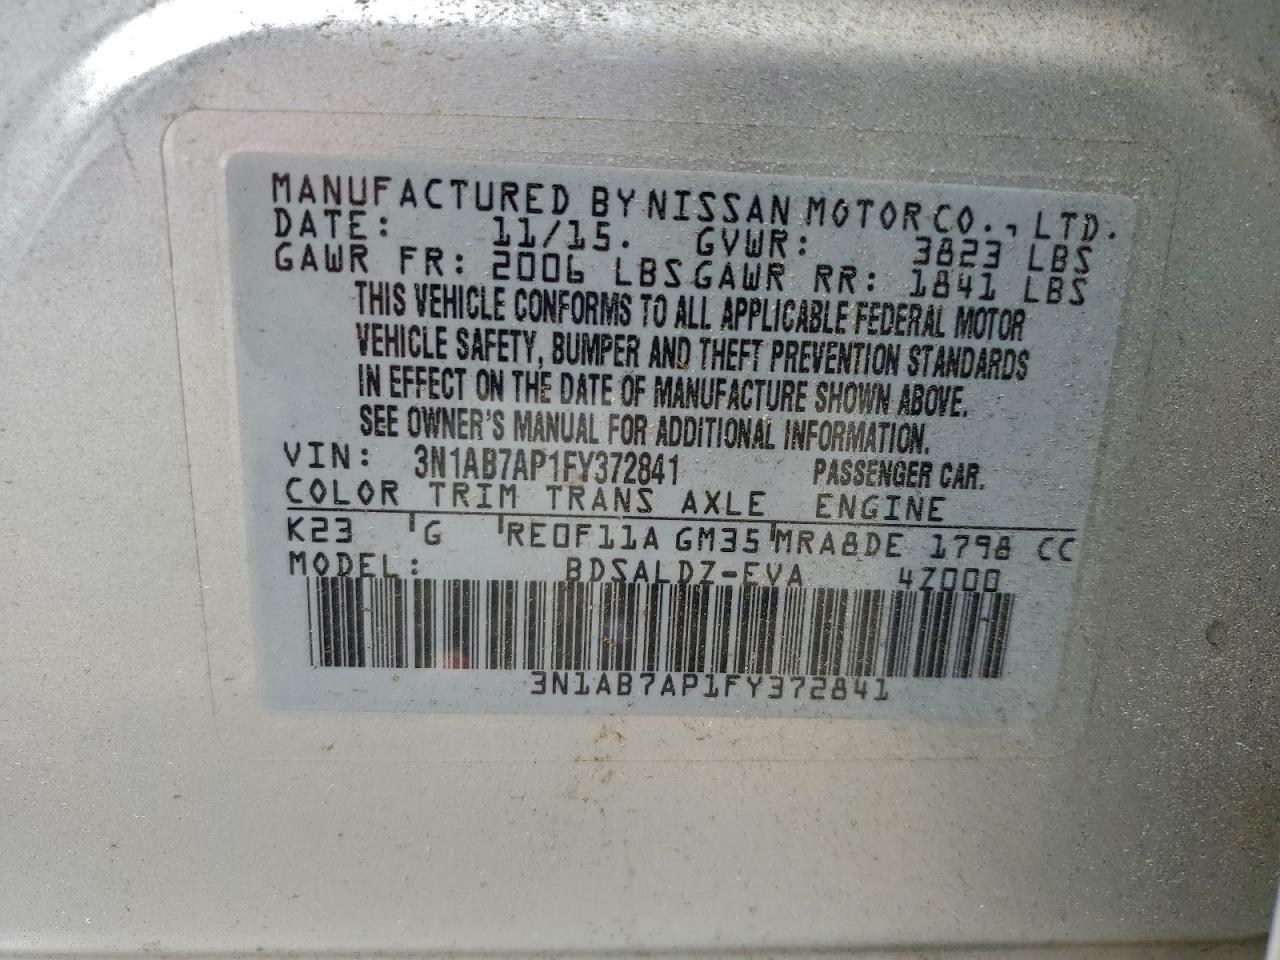 MANUFACTURED BY NISSAN MOTOR CO., LTD.
DATE: 11/15. GVWR: 3823 LBS
GAWR FR: 2006 LBS GAWR RR: 1841 LBS
THIS VEHICLE CONFORMS TO ALL APPLICABLE FEDERAL MOTOR
VEHICLE SAFETY, BUMPER AND THEFT PREVENTION STANDARDS
IN EFFECT ON THE DATE OF MANUFACTURE SHOWN ABOVE.
SEE OWNER'S MANUAL FOR ADDITIONAL INFORMATION.
VIN: 3N1AB7AP1FY372841 PASSENGER CAR.
COLOR TRIM TRANS AXLE ENGINE
K23 G RE0F11A GM35 MRA8DE 1798 CC
MODEL: BDSALDZ-EVA 4Z000
3N1AB7AP1FY372841